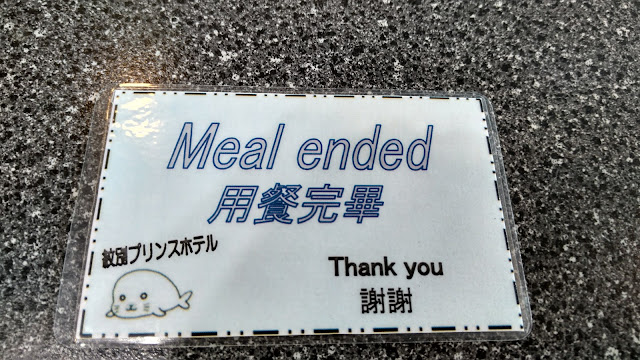 Meal ended
用餐完畢
紋別プリンスホテル
Thank you
謝謝